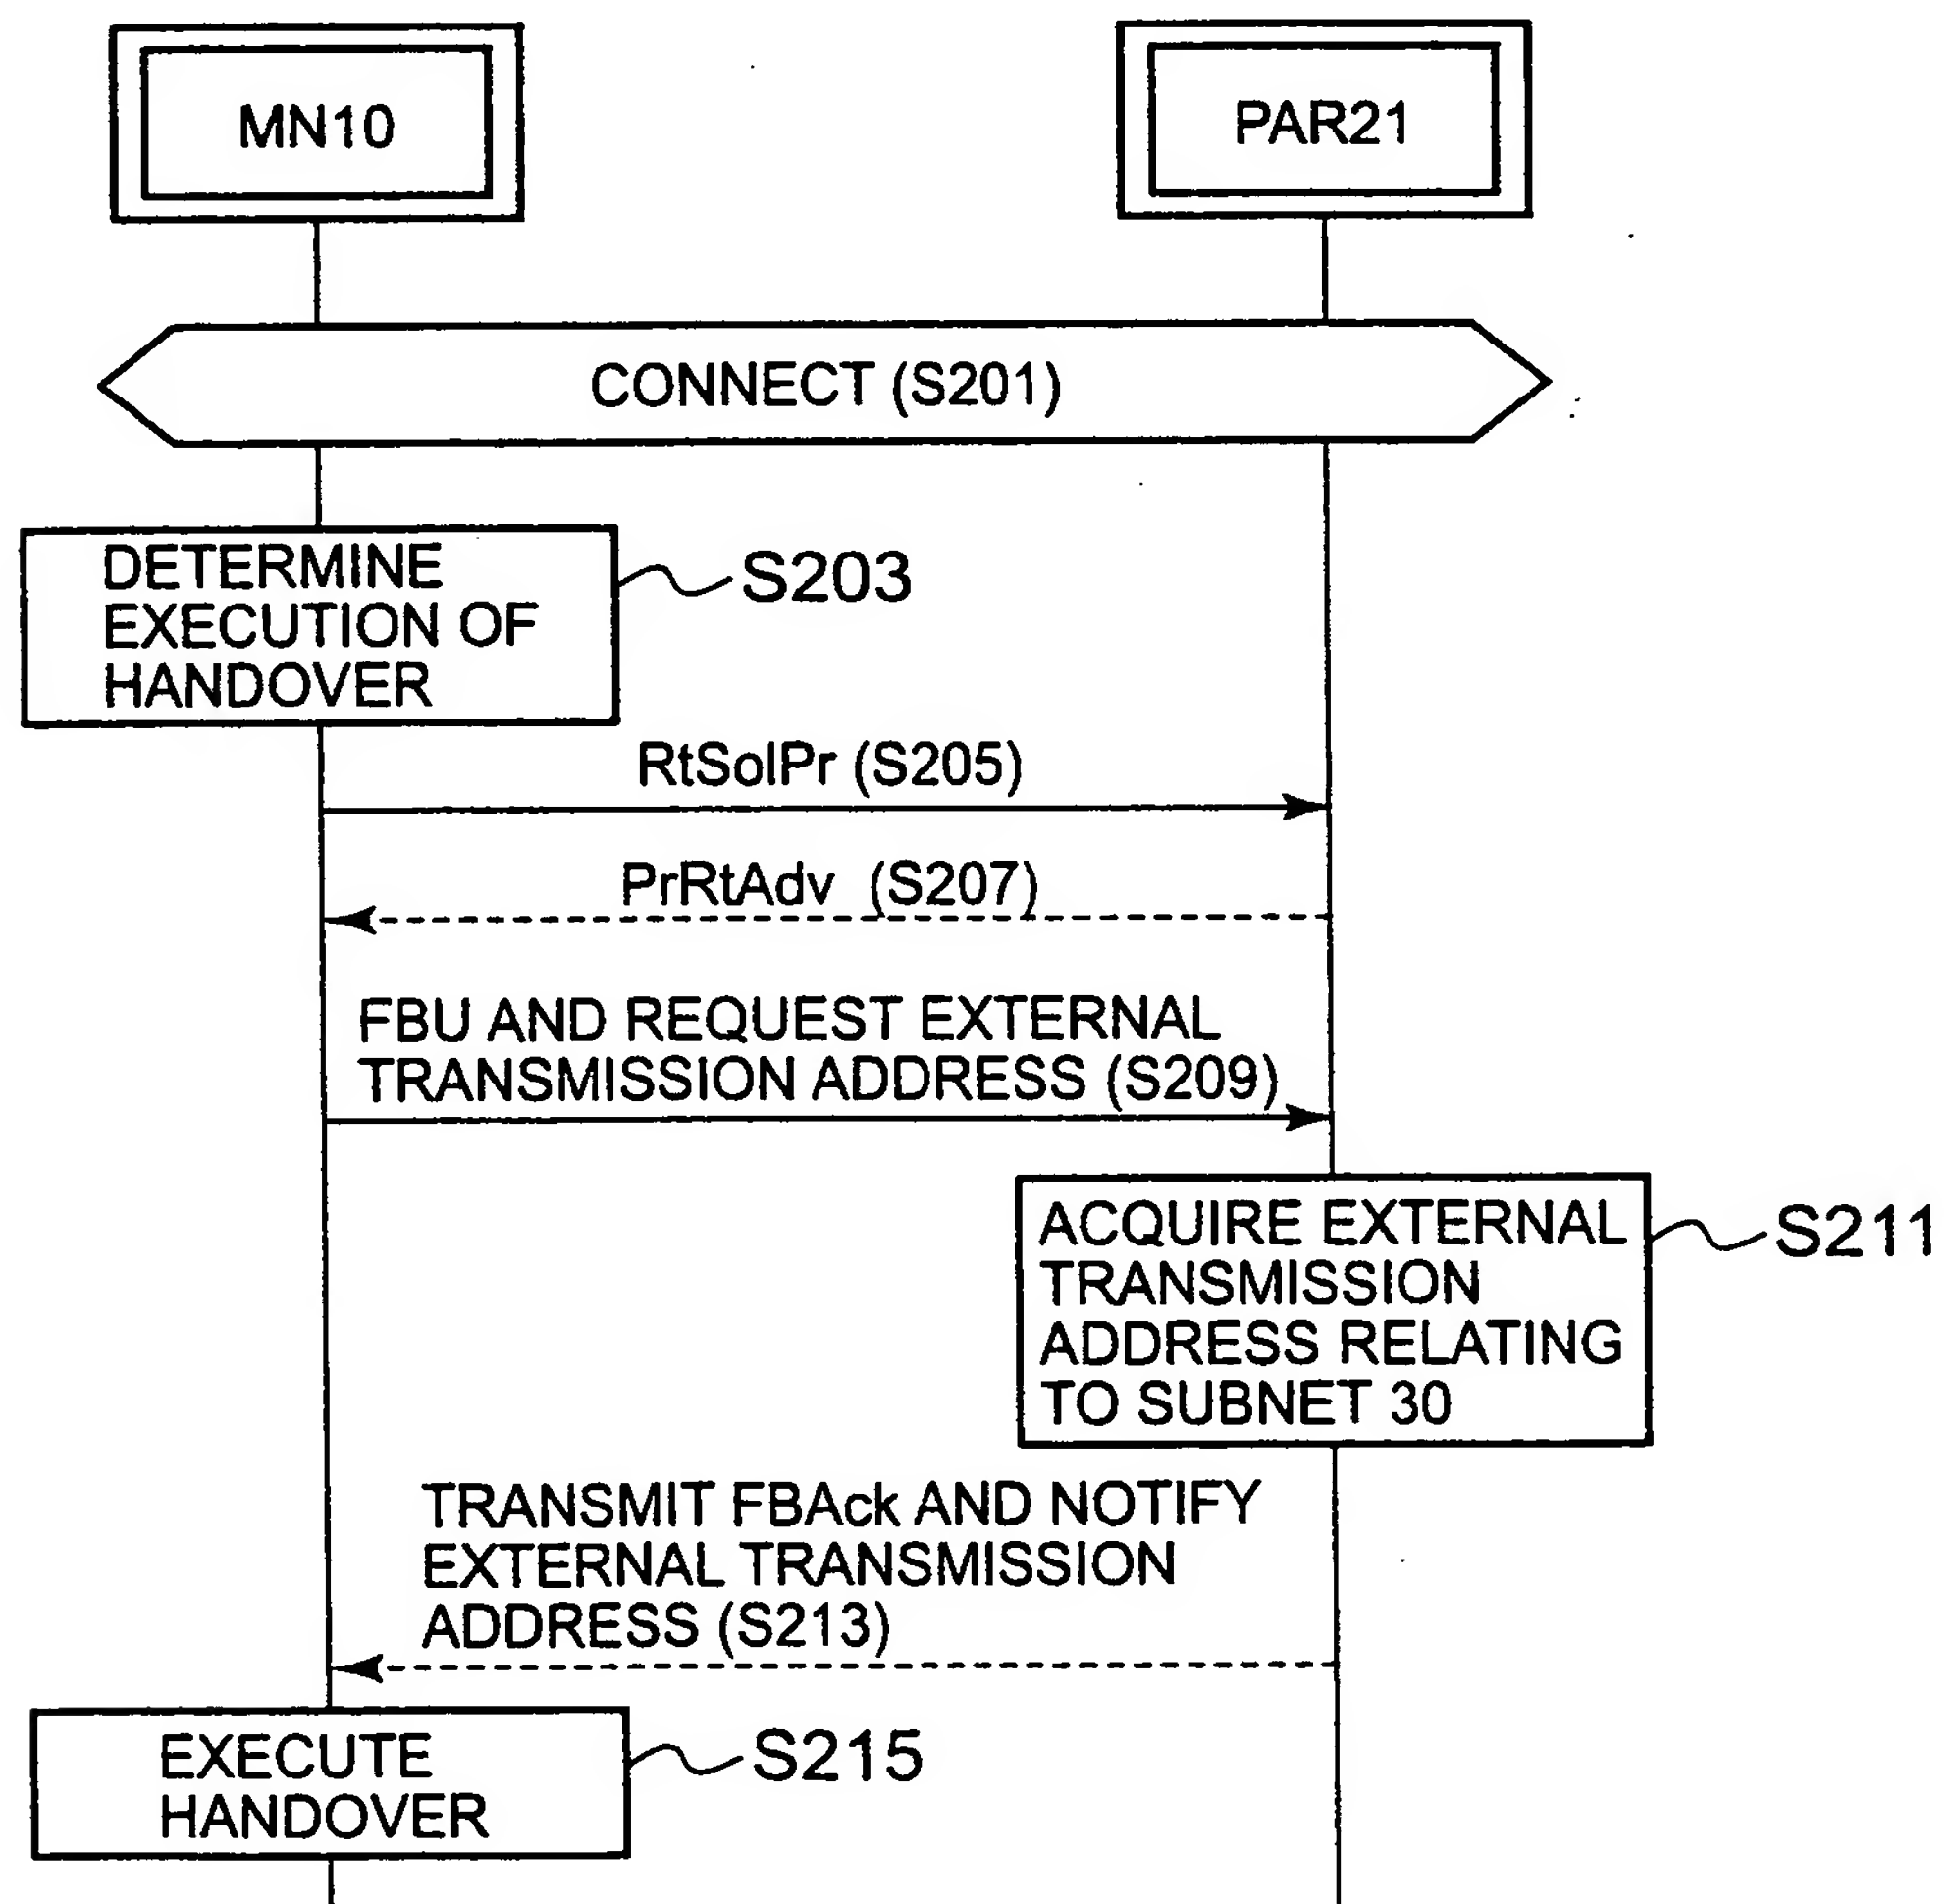 MN10
PAR21
CONNECT (S201)
DETERMINE
EXECUTION OF
HANDOVER
S203
RtSolPr (S205)
PrRtAdv (S207)
FBU AND REQUEST EXTERNAL
TRANSMISSION ADDRESS (S209)
ACQUIRE EXTERNAL
TRANSMISSION
ADDRESS RELATING
TO SUBNET 30
S211
TRANSMIT FBAck AND NOTIFY
EXTERNAL TRANSMISSION
ADDRESS (S213)
EXECUTE
HANDOVER
S215